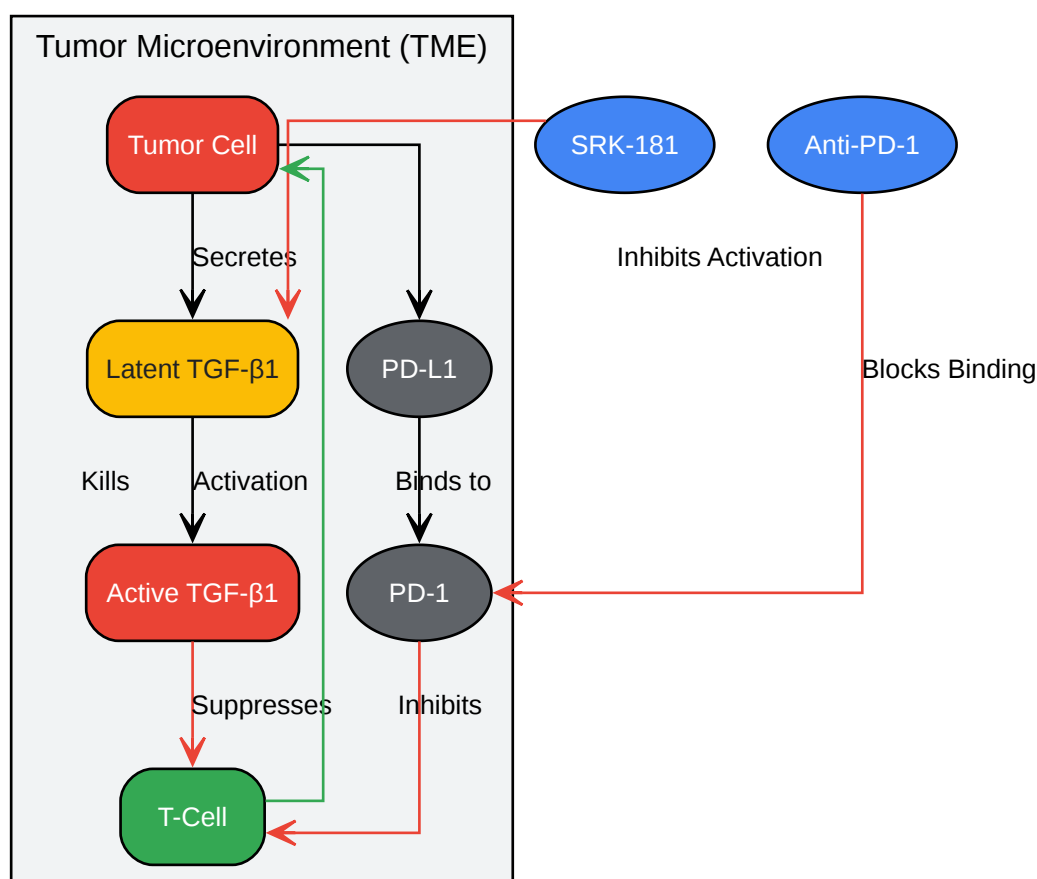 Tumor Microenvironment (TME)
Tumor Cell
SRK-181
Anti-PD-1
Secretes
Inhibits Activation
Latent TGF-β1
PD-L1
Blocks Binding
Kills
Activation
Binds to
Active TGF-β1
PD-1
Suppresses
Inhibits
T-Cell